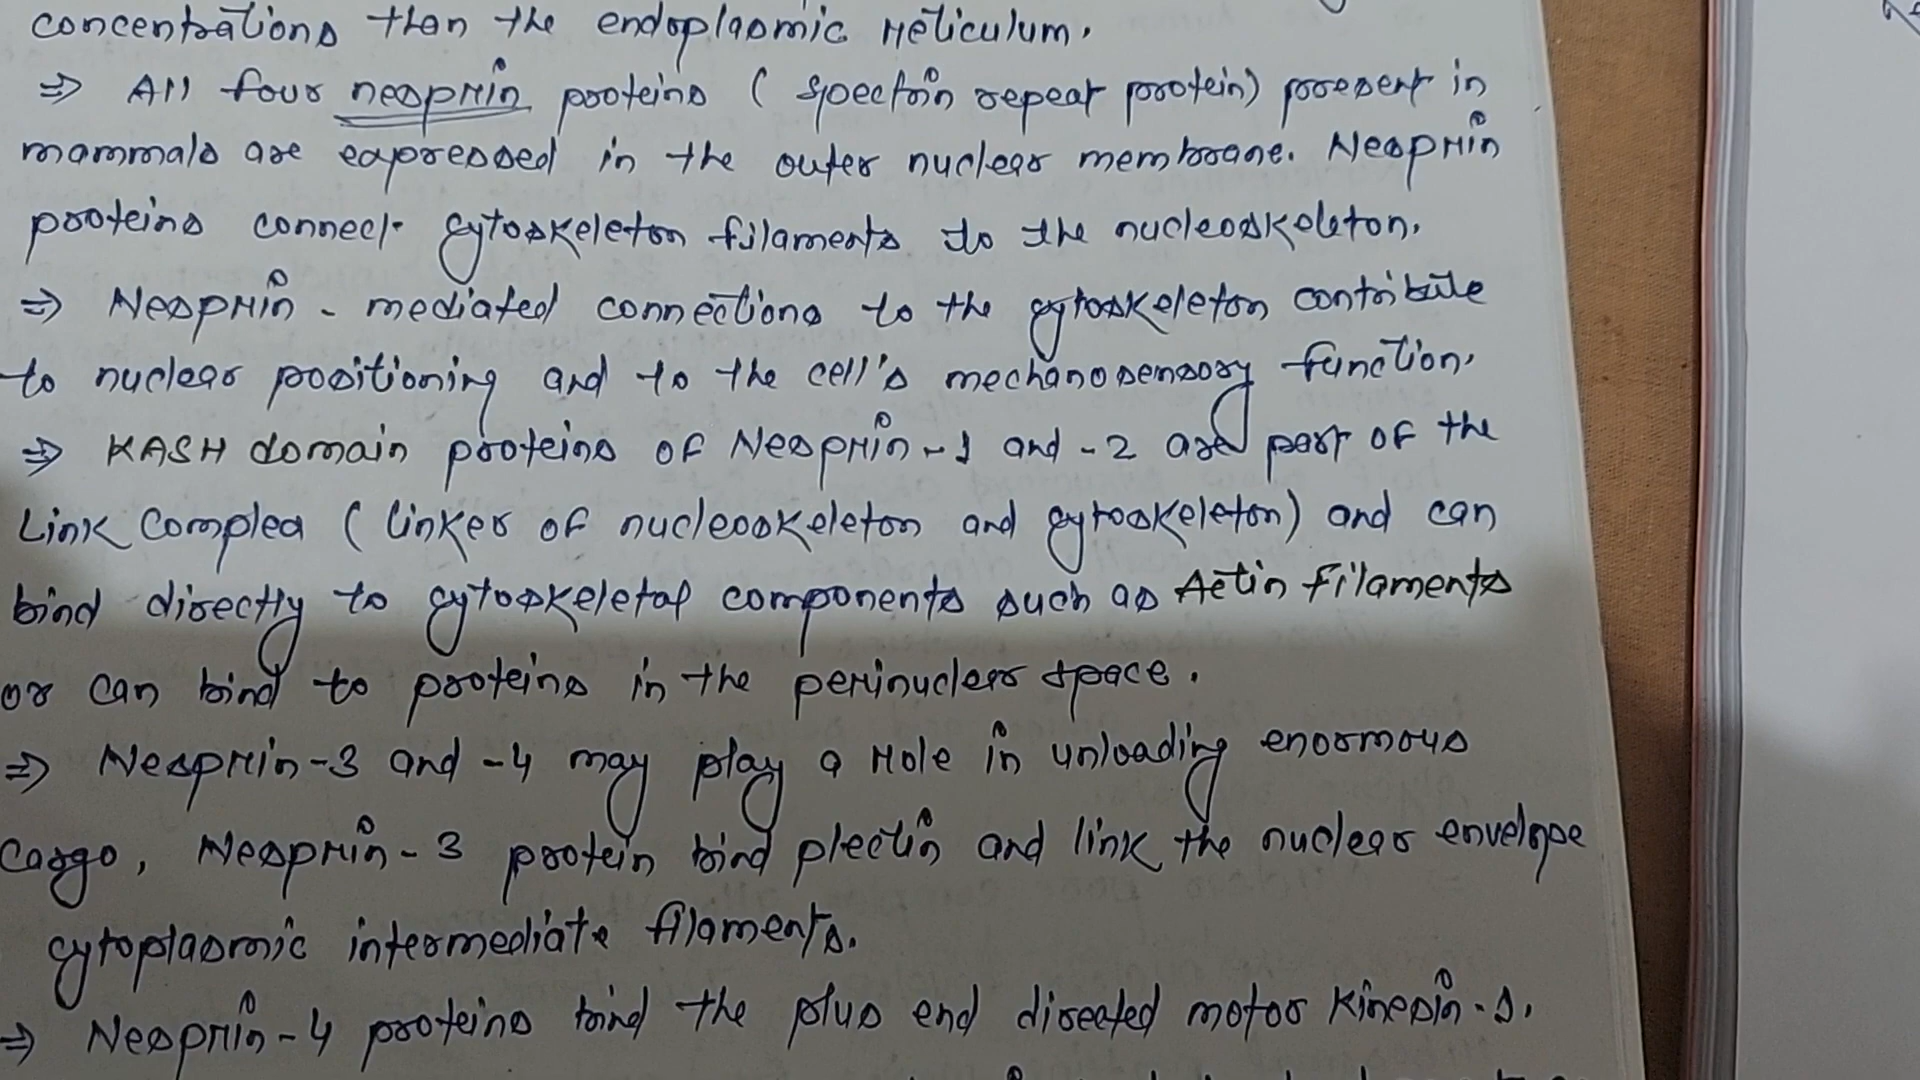 concentrations than the endoplasmic reticulum.
⇒ All four nesprin proteins ( spectrin repeat protein) present in
mammals are expressed in the outer nuclear membrane. Nesprin
proteins connect cytoskeleton filaments to the nucleoskeleton.
⇒ Nesprin - mediated connections to the cytoskeleton contribute
to nuclear positioning and to the cell's mechanosensory function.
⇒ KASH domain proteins of Nesprin-1 and -2 are part of the
Link Complex ( linker of nucleoskeleton and cytoskeleton) and can
bind directly to cytoskeletal components such as Actin filaments
or can bind to proteins in the perinuclear space.
⇒ Nesprin-3 and -4 may play a role in unloading enormous
cargo, Nesprin-3 protein bind plectin and link the nuclear envelope
cytoplasmic intermediate filaments.
⇒ Nesprin-4 proteins bind the plus end directed motor Kinesin-1.